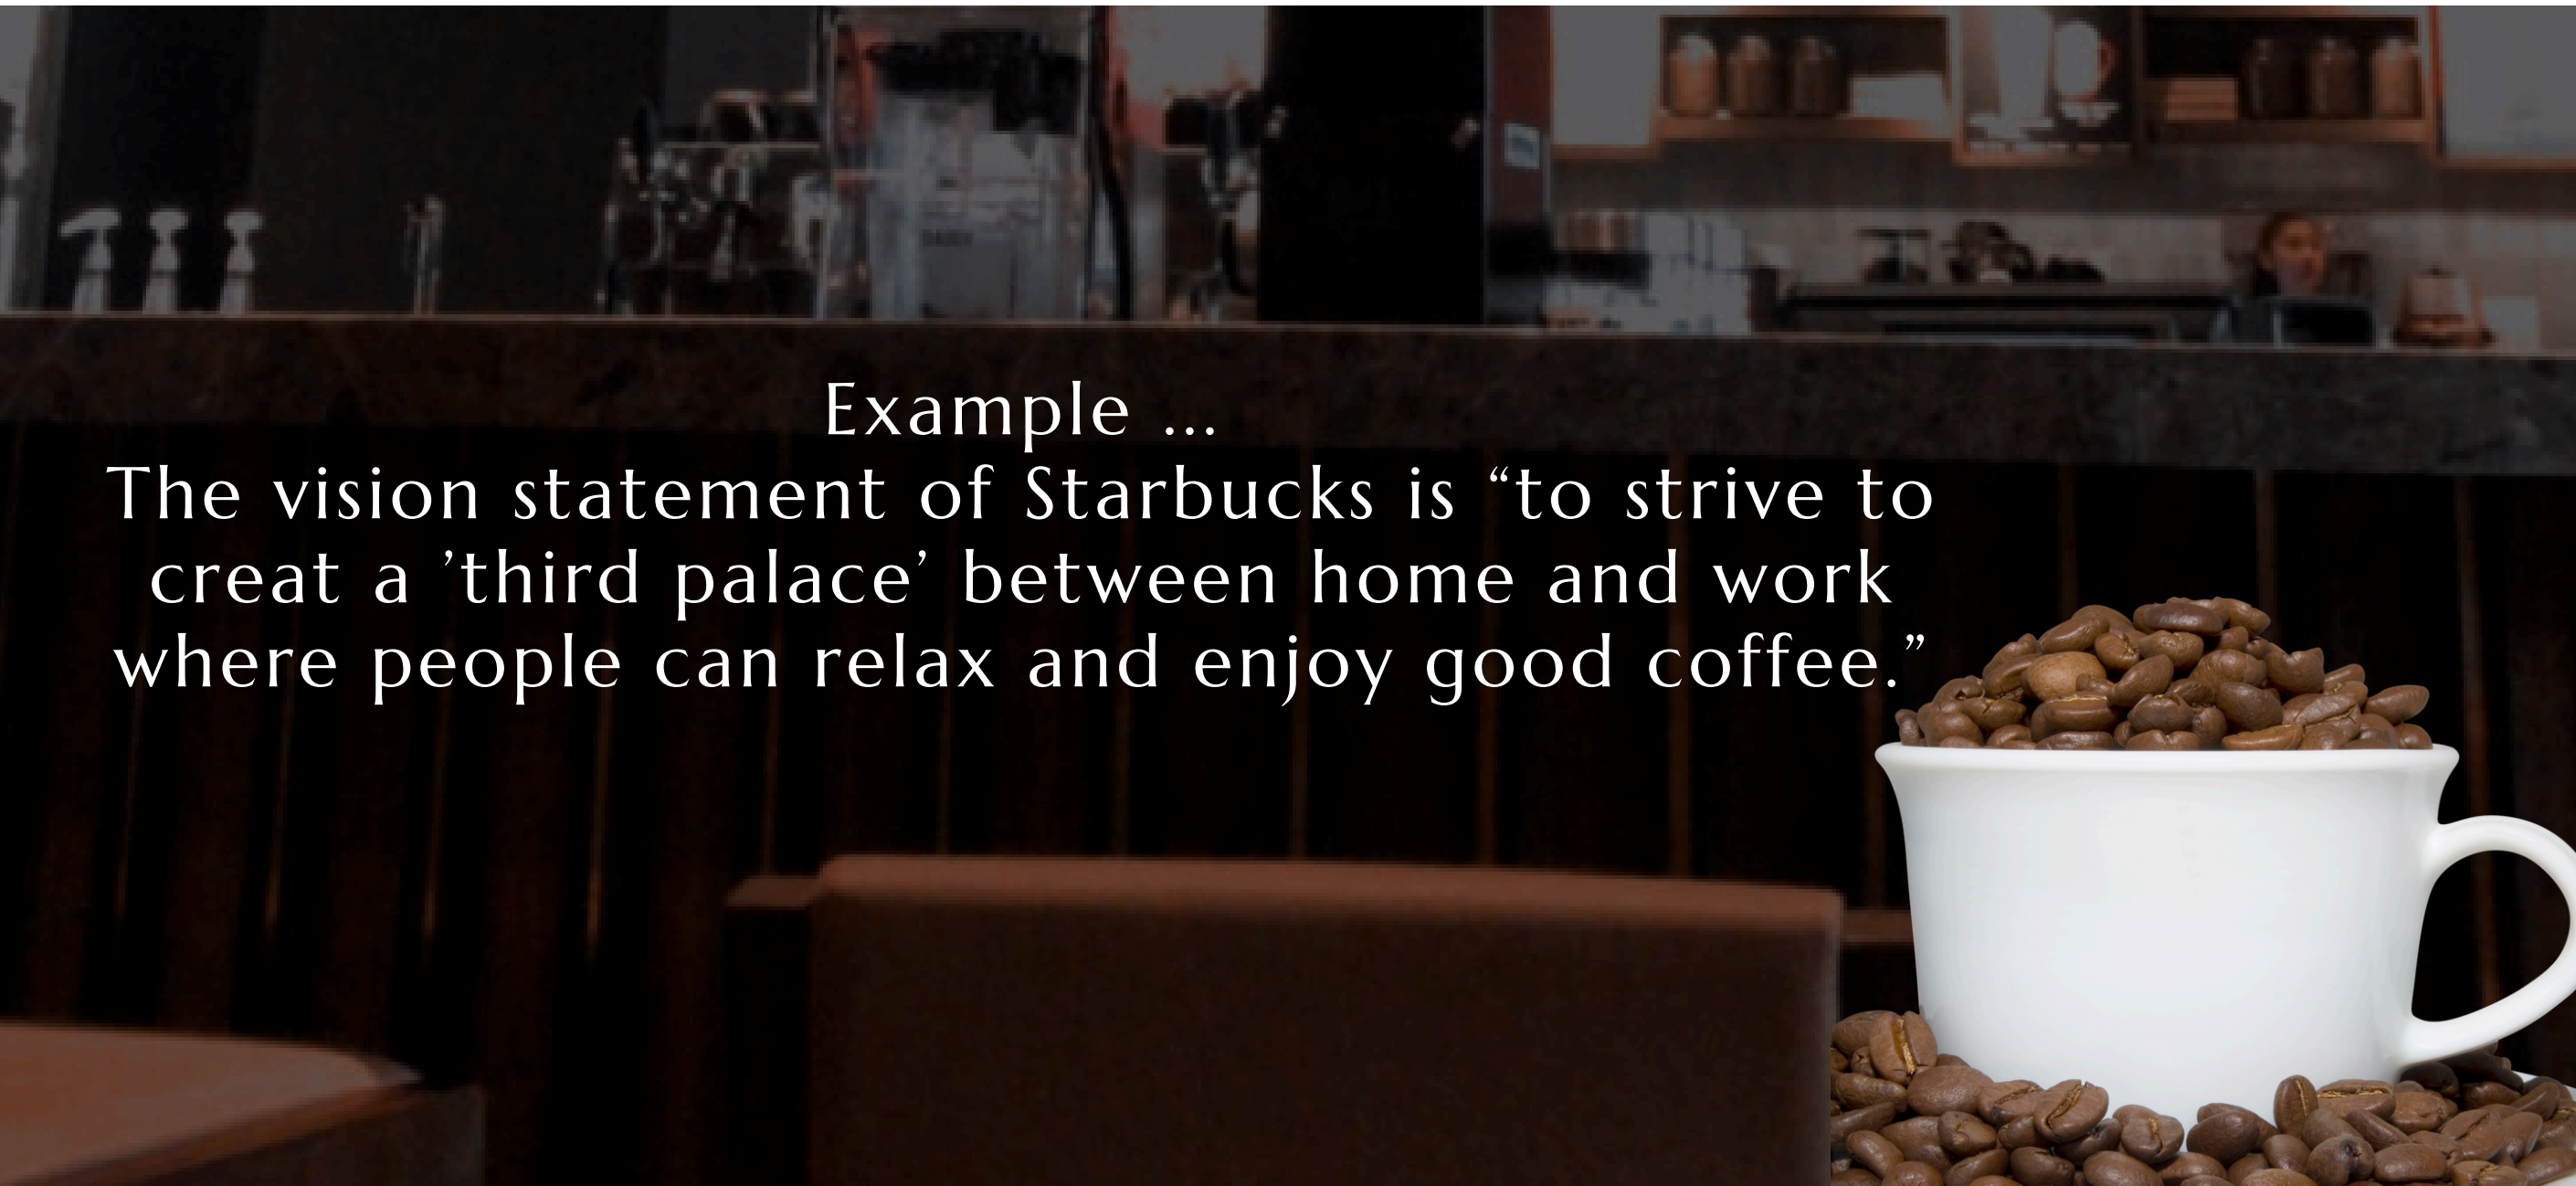 Example ...
The vision statement of Starbucks is “to strive to
creat a ’third palace’ between home and work
where people can relax and enjoy good coffee.”